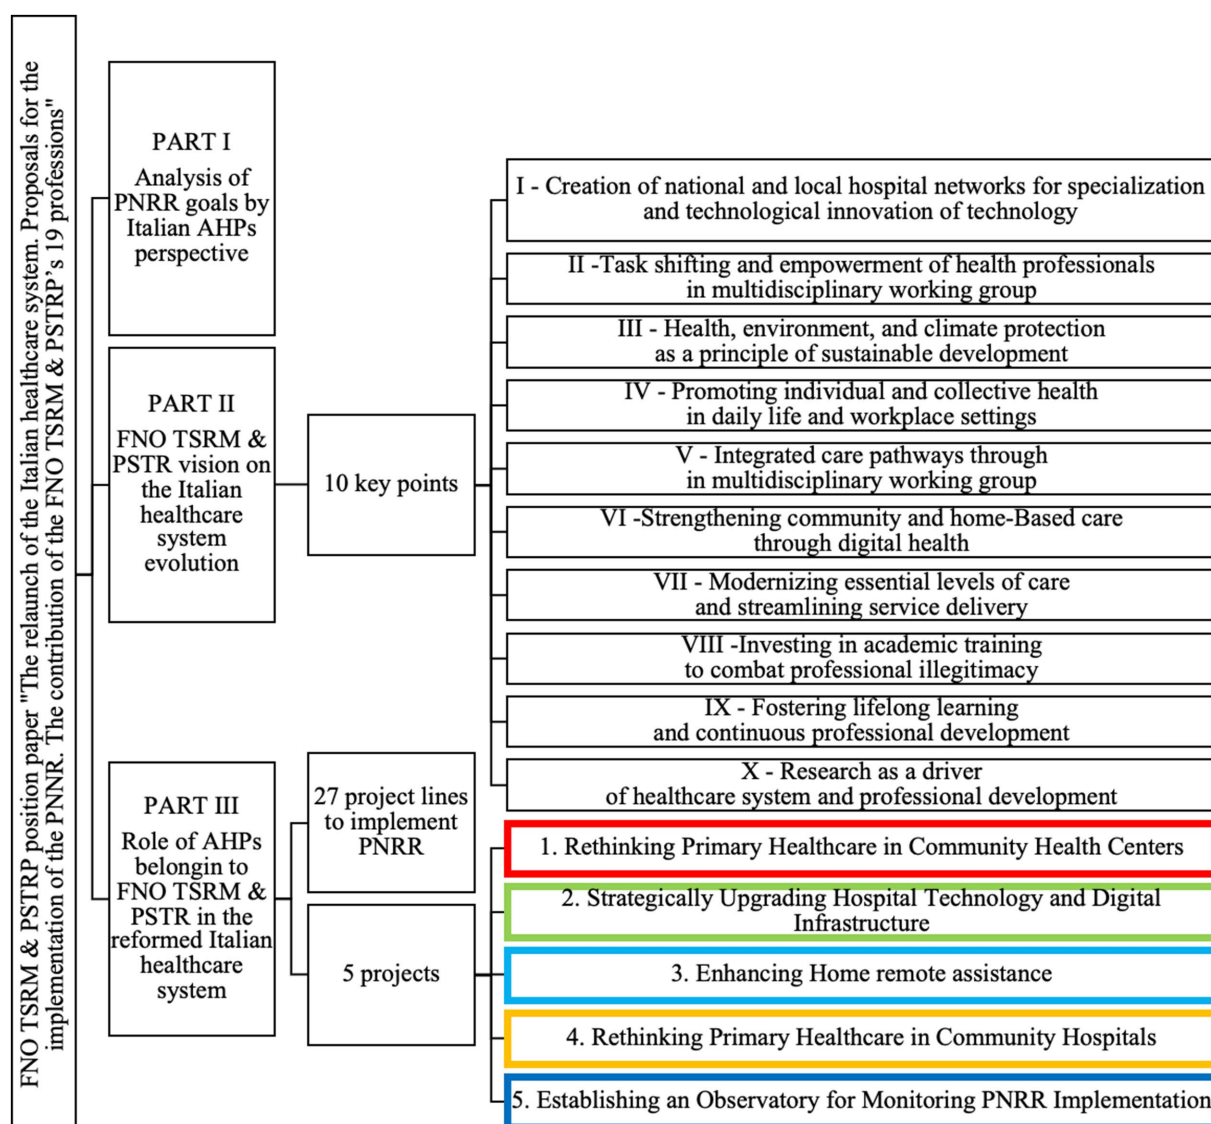 FNO TSRM & PSTRP position paper "The relaunch of the Italian healthcare system. Proposals for the
implementation of the PNNR. The contribution of the FNO TSRM & PSTRP's 19 professions"
PART I
Analysis of
PNRR goals by
Italian AHPs
perspective
PART II
FNO TSRM &
PSTR vision on
the Italian
healthcare
system
evolution
10 key points
I - Creation of national and local hospital networks for specialization
and technological innovation of technology
II -Task shifting and empowerment of health professionals
in multidisciplinary working group
III - Health, environment, and climate protection
as a principle of sustainable development
IV - Promoting individual and collective health
in daily life and workplace settings
V - Integrated care pathways through
in multidisciplinary working group
VI -Strengthening community and home-Based care
through digital health
VII - Modernizing essential levels of care
and streamlining service delivery
VIII -Investing in academic training
to combat professional illegitimacy
IX - Fostering lifelong learning
and continuous professional development
X - Research as a driver
of healthcare system and professional development
PART III
Role of AHPs
belongin to
FNO TSRM &
PSTR in the
reformed Italian
healthcare
system
27 project lines
to implement
PNRR
5 projects
1. Rethinking Primary Healthcare in Community Health Centers
2. Strategically Upgrading Hospital Technology and Digital
Infrastructure
3. Enhancing Home remote assistance
4. Rethinking Primary Healthcare in Community Hospitals
5. Establishing an Observatory for Monitoring PNRR Implementation